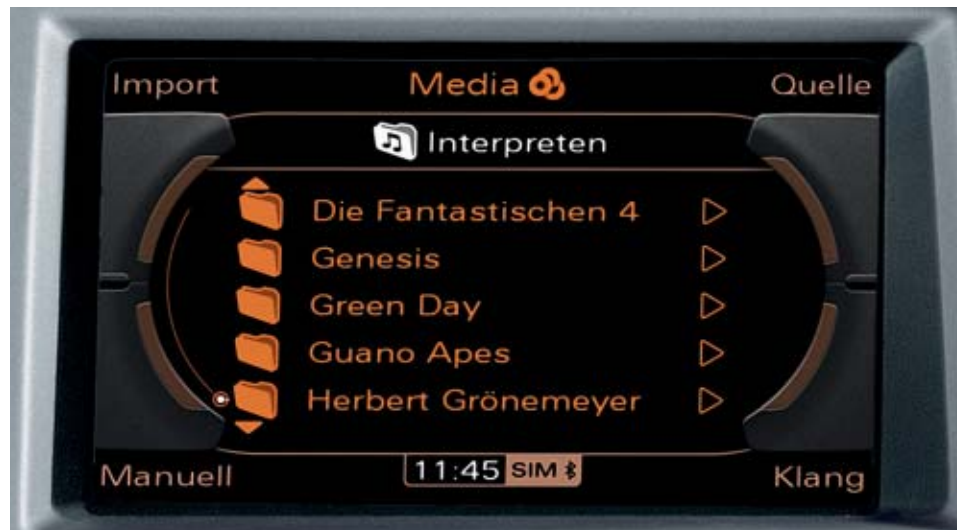 Import Media Quelle
Interpreten
Die Fantastischen 4
Genesis
Green Day
Guano Apes
Herbert Grönemeyer
Manuell 11:45 SIM Klang